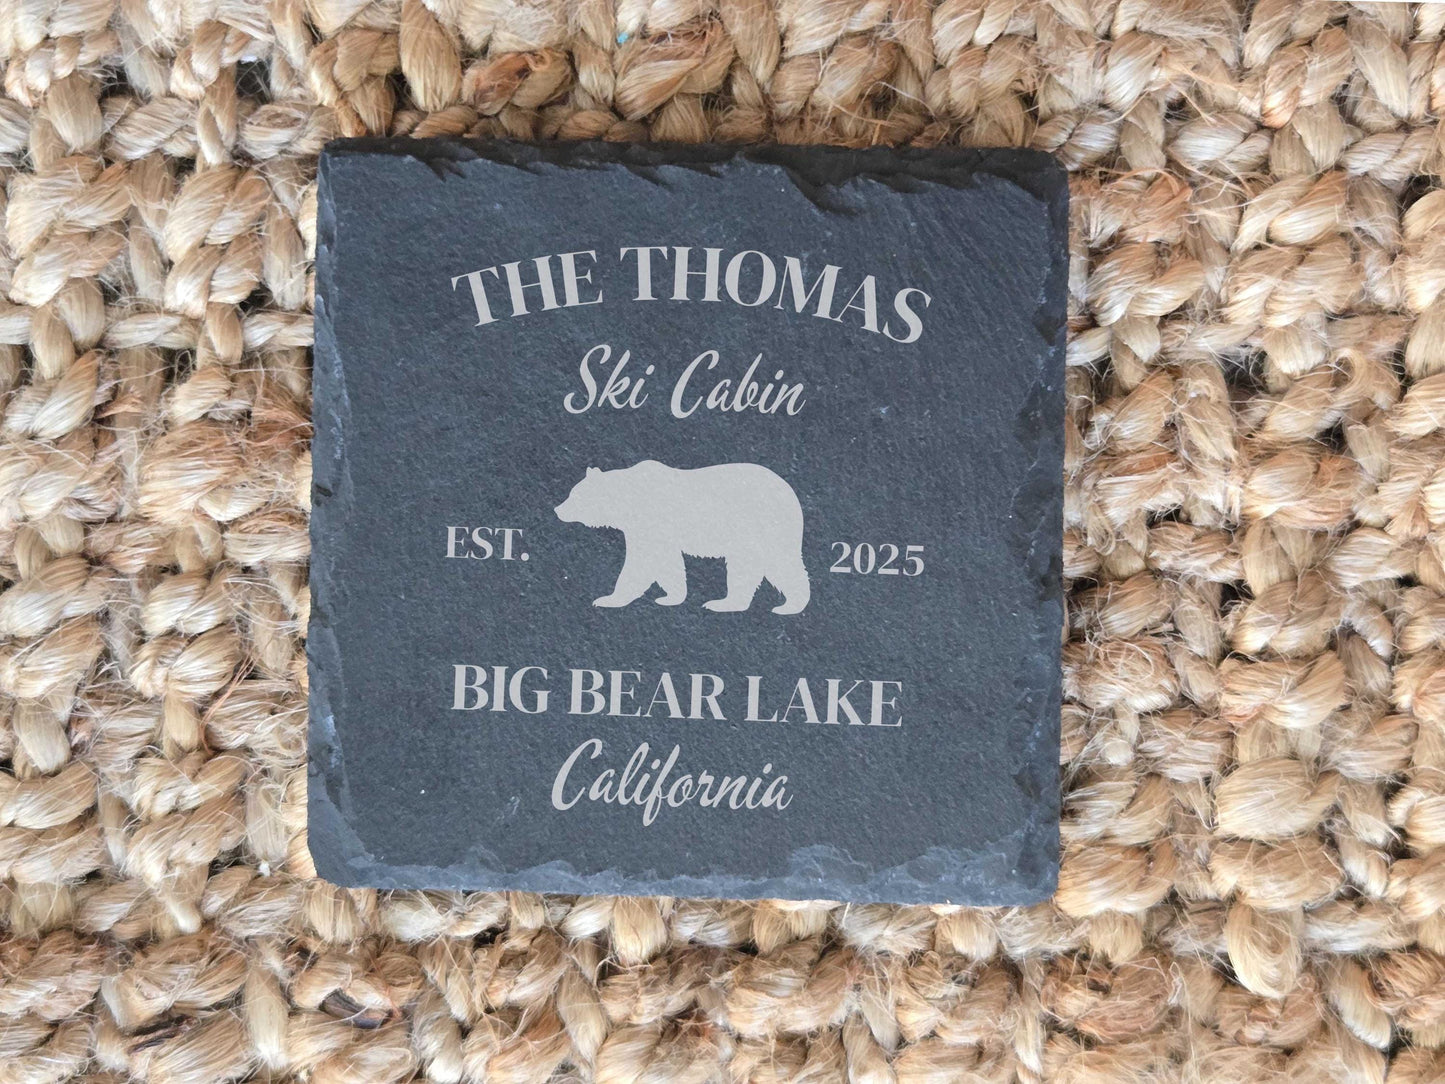 THE THOMAS
Ski Cabin
EST. 2025
BIG BEAR LAKE
California